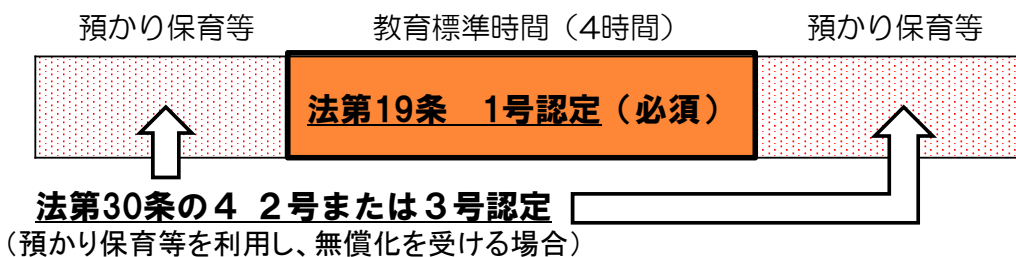 預かり保育等
教育標準時間（4時間）
預かり保育等
法第19条　1号認定（必須）
法第30条の４ ２号または３号認定
（預かり保育等を利用し、無償化を受ける場合）